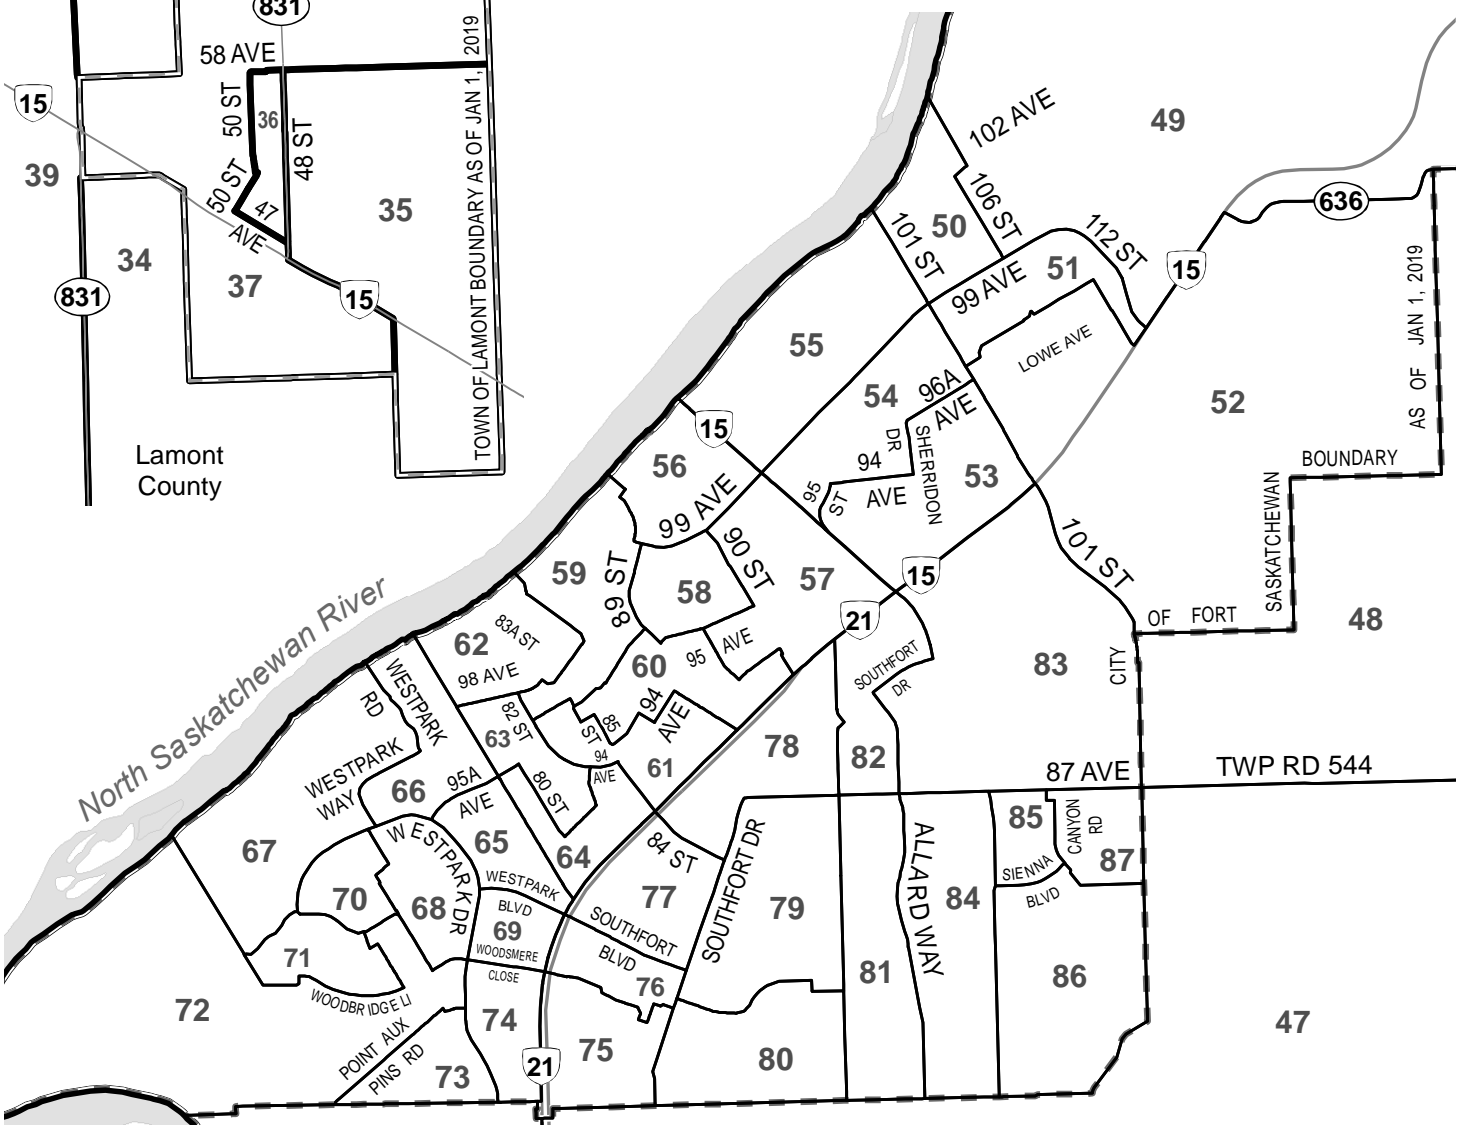 831
58 AVE
15
50 ST
36
48 ST
39
50 ST
47
AVE
35
34
37
831
15
TOWN OF LAMONT BOUNDARY AS OF JAN 1, 2019
Lamont
County
North Saskatchewan River
102 AVE
49
636
50
106 ST
101 ST
112 ST
51
15
99 AVE
LOWE AVE
55
54
96A
AVE
52
AS OF JAN 1, 2019
BOUNDARY
SASKATCHEWAN
OF FORT
CITY
15
56
99 AVE
94
AVE
DR
SHERRIDON
95
ST
53
90 ST
101 ST
59
89 ST
58
57
15
21
48
62
83A ST
98 AVE
60
95
AVE
SOUTHFORT
DR
83
WESTPARK
RD
82 ST
63
85
ST
94
AVE
94
AVE
61
78
82
87 AVE
TWP RD 544
WESTPARK
WAY
66
95A
AVE
80 ST
67
WESTPARK DR
65
64
84 ST
SOUTHFORT DR
ALLARD WAY
85
CANYON
RD
87
SIENNA
BLVD
70
68
WESTPARK
BLVD
77
79
84
69
WOODSMERE
CLOSE
SOUTHFORT
BLVD
71
76
81
86
WOODBRIDGE LI
72
74
75
80
47
POINT AUX
PINS RD
73
21